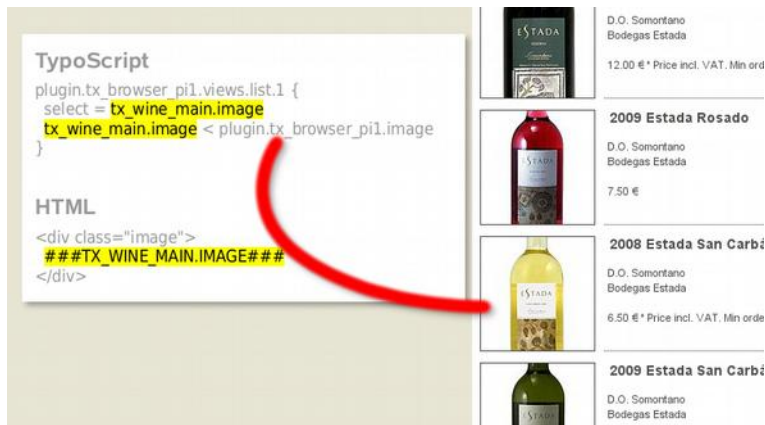 TypoScript
plugin.tx_browser_pi1.views.list.1 {
select = tx_wine_main.image
tx_wine_main.image < plugin.tx_browser_pi1.image
}
HTML
<div class="image">
###TX_WINE_MAIN.IMAGE###
</div>
ESTADA
D.O. Somontano
Bodegas Estada
12.00 €* Price incl. VAT. Min ord
2009 Estada Rosado
ESTADA
D.O. Somontano
Bodegas Estada
7.50 €
2008 Estada San Carbá
ESTADA
D.O. Somontano
Bodegas Estada
6.50 €* Price incl. VAT. Min orde
2009 Estada San Carbá
ESTADA
D.O. Somontano
Bodegas Estada